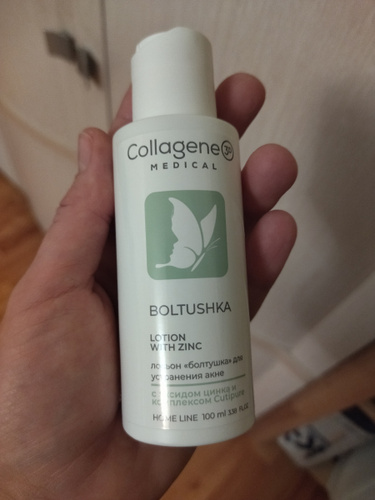 Collagene 3D
MEDICAL
BOLTUSHKA
LOTION
WITH ZINC
лосьон «болтушка» для
устранения акне
с оксидом цинка и
комплексом Cutipure
HOME LINE 100 ml 3.38 FL.OZ